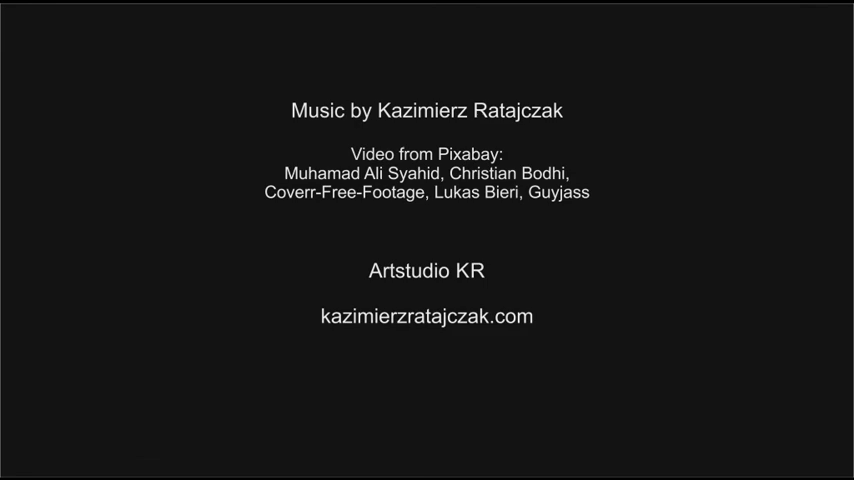 Music by Kazimierz Ratajczak
Video from Pixabay:
Muhamad Ali Syahid, Christian Bodhi,
Coverr-Free-Footage, Lukas Bieri, Guyjass
Artstudio KR
kazimierzratajczak.com